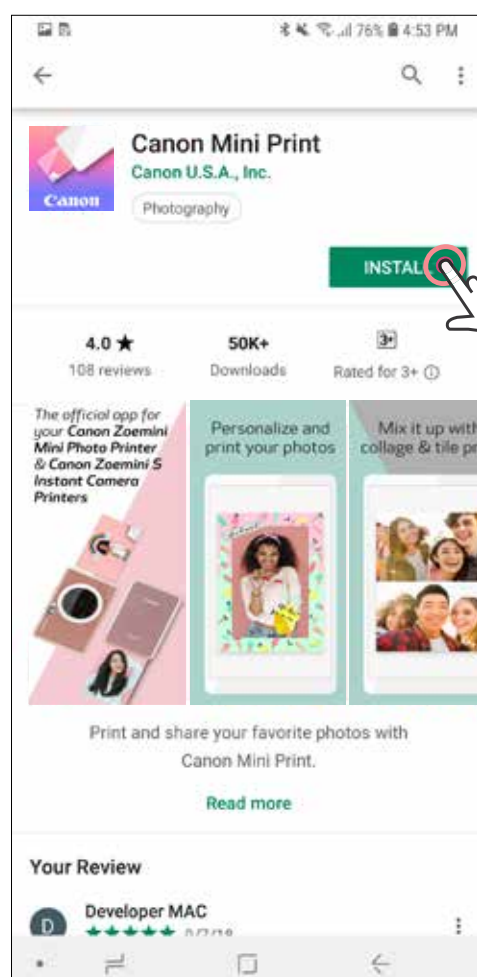 76% 4:53 PM
Canon Mini Print
Canon U.S.A., Inc.
Canon
Photography
INSTALL
4.0 ★ 50K+ 3+
108 reviews Downloads Rated for 3+
The official app for
your Canon Zoemini
Mini Photo Printer
& Canon Zoemini S
Instant Camera
Printers
Personalize and
print your photos
Mix it up with
collage & tile pr
Print and share your favorite photos with
Canon Mini Print.
Read more
Your Review
D
Developer MAC
★★★★★